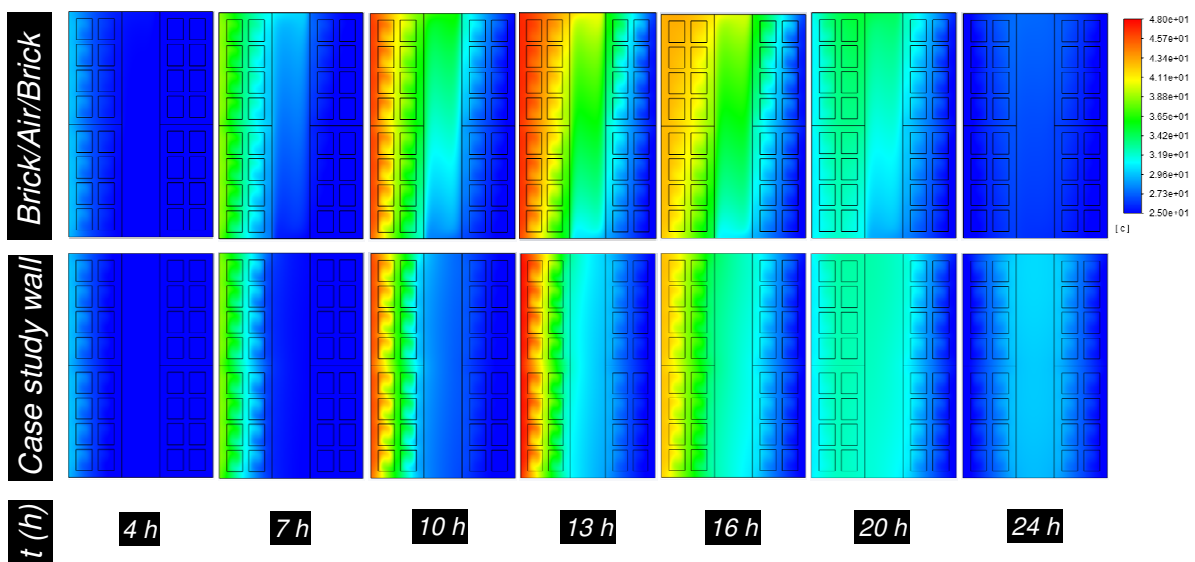 Brick/Air/Brick
4.80e+01
4.57e+01
4.34e+01
4.11e+01
3.88e+01
3.65e+01
3.42e+01
3.19e+01
2.96e+01
2.73e+01
2.50e+01
[c]
Case study wall
t (h)
4 h
7 h
10 h
13 h
16 h
20 h
24 h